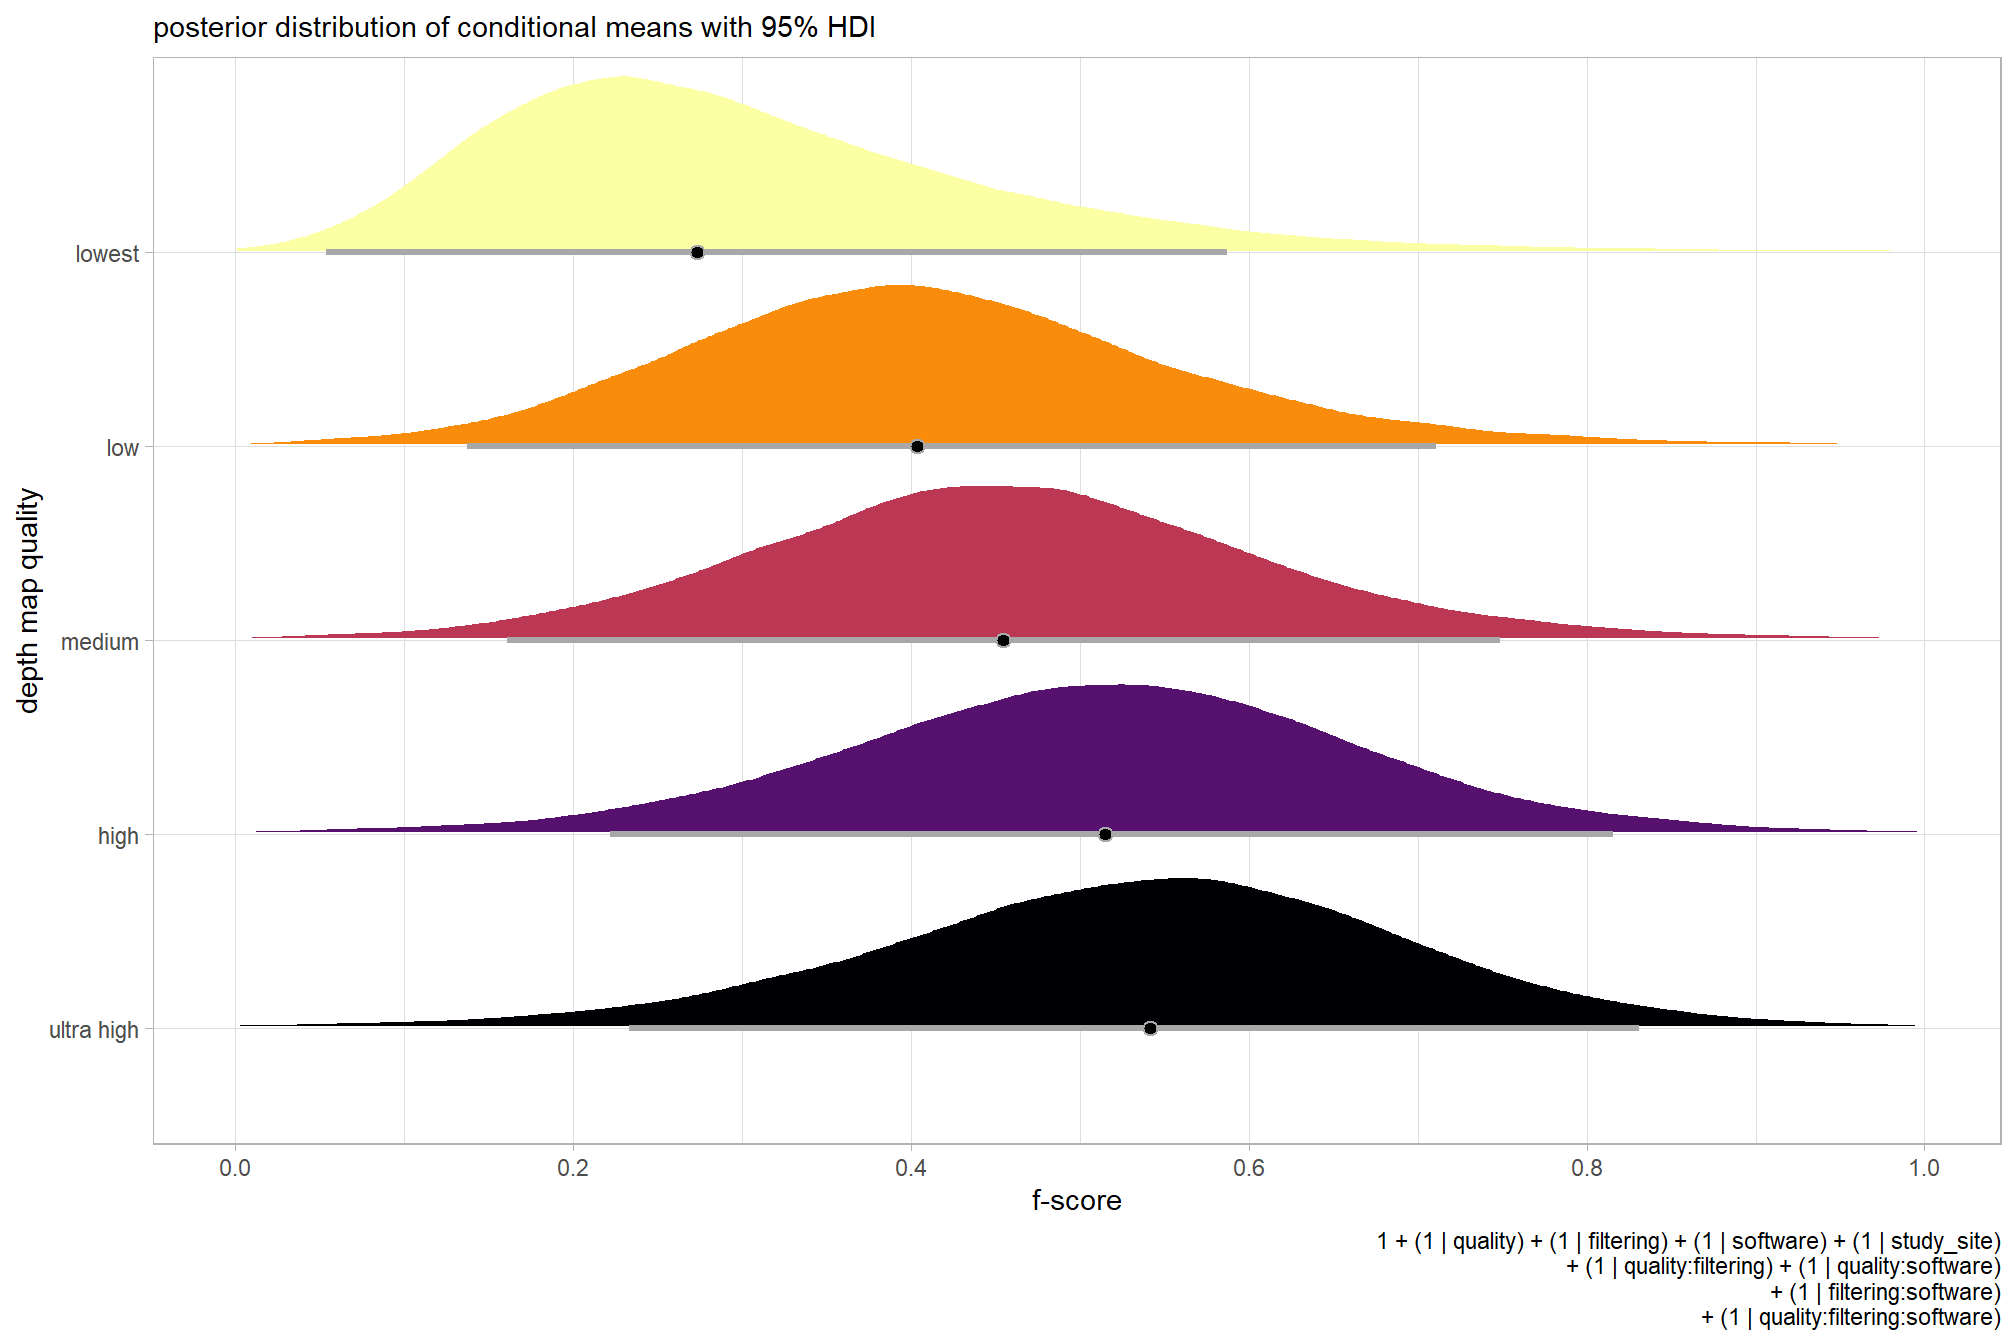 posterior distribution of conditional means with 95% HDI
depth map quality
lowest
low
medium
high
ultra high
0.0 0.2 0.4 0.6 0.8 1.0
f-score
1 + (1 | quality) + (1 | filtering) + (1 | software) + (1 | study_site)
+ (1 | quality:filtering) + (1 | quality:software)
+ (1 | filtering:software)
+ (1 | quality:filtering:software)